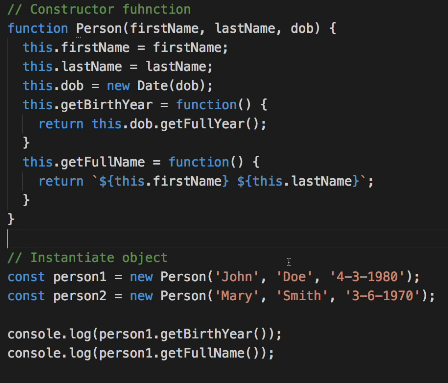 // Constructor fuhnction
function Person(firstName, lastName, dob) {
  this.firstName = firstName;
  this.lastName = lastName;
  this.dob = new Date(dob);
  this.getBirthYear = function() {
    return this.dob.getFullYear();
  }
  this.getFullName = function() {
    return `${this.firstName} ${this.lastName}`;
  }
}
// Instantiate object
const person1 = new Person('John', 'Doe', '4-3-1980');
const person2 = new Person('Mary', 'Smith', '3-6-1970');
console.log(person1.getBirthYear());
console.log(person1.getFullName());